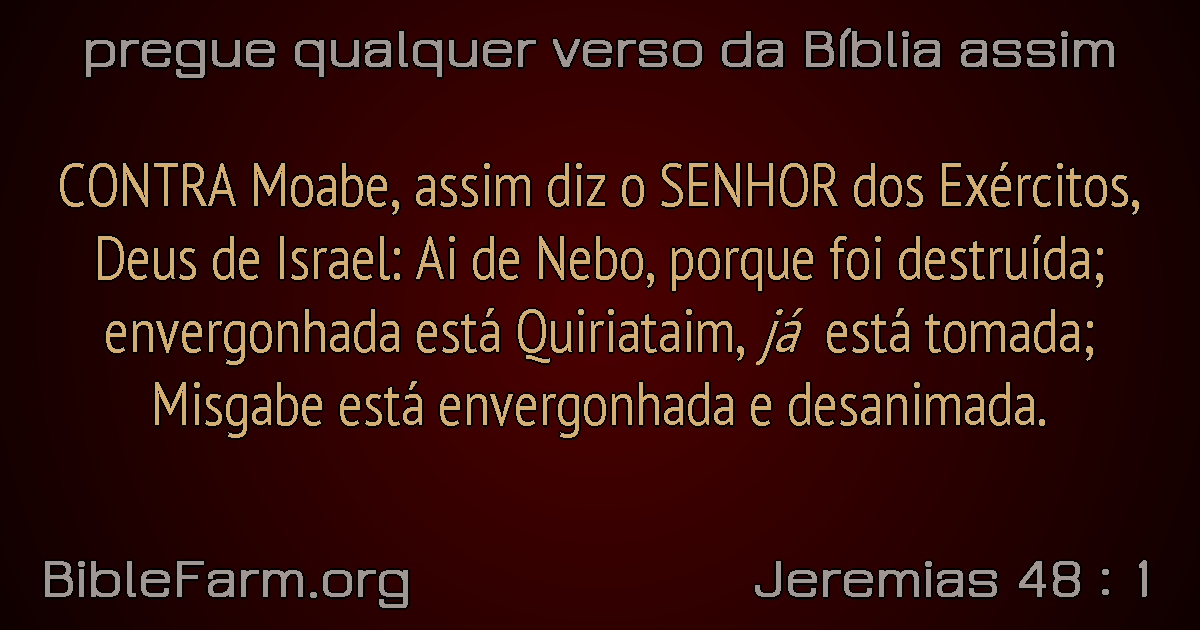 pregue qualquer verso da Bíblia assim
CONTRA Moabe, assim diz o SENHOR dos Exércitos,
Deus de Israel: Ai de Nebo, porque foi destruída;
envergonhada está Quiriataim, já está tomada;
Misgabe está envergonhada e desanimada.
BibleFarm.org
Jeremias 48 : 1